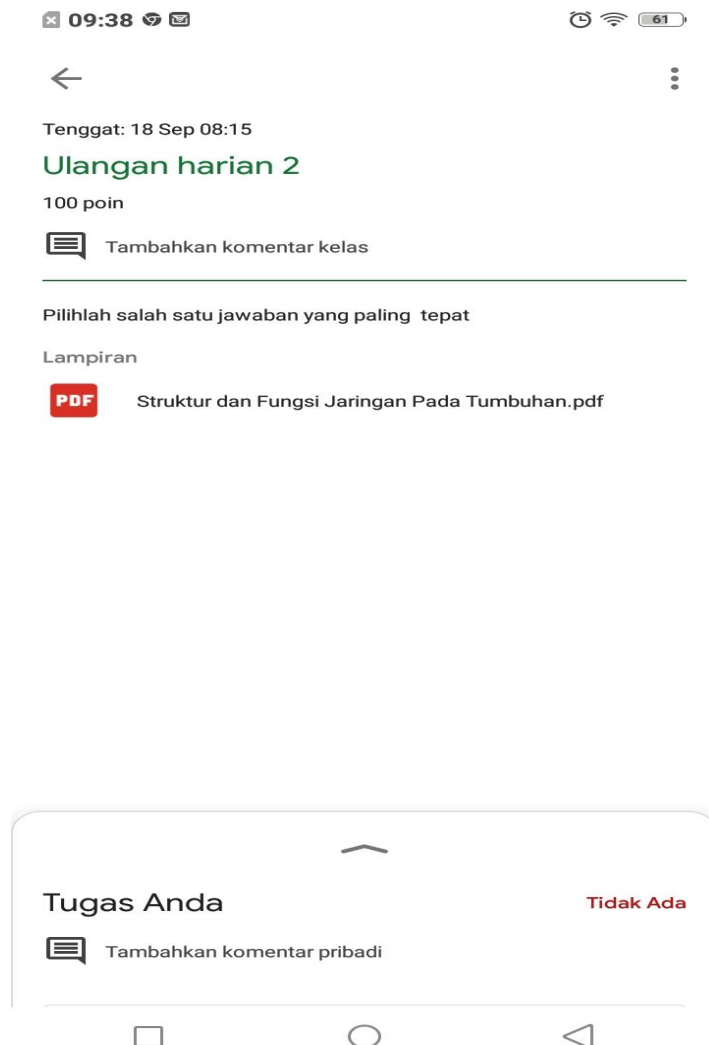 09:38
61
Tenggat: 18 Sep 08:15
Ulangan harian 2
100 poin
Tambahkan komentar kelas
Pilihlah salah satu jawaban yang paling  tepat
Lampiran
PDF Struktur dan Fungsi Jaringan Pada Tumbuhan.pdf
Tugas Anda Tidak Ada
Tambahkan komentar pribadi